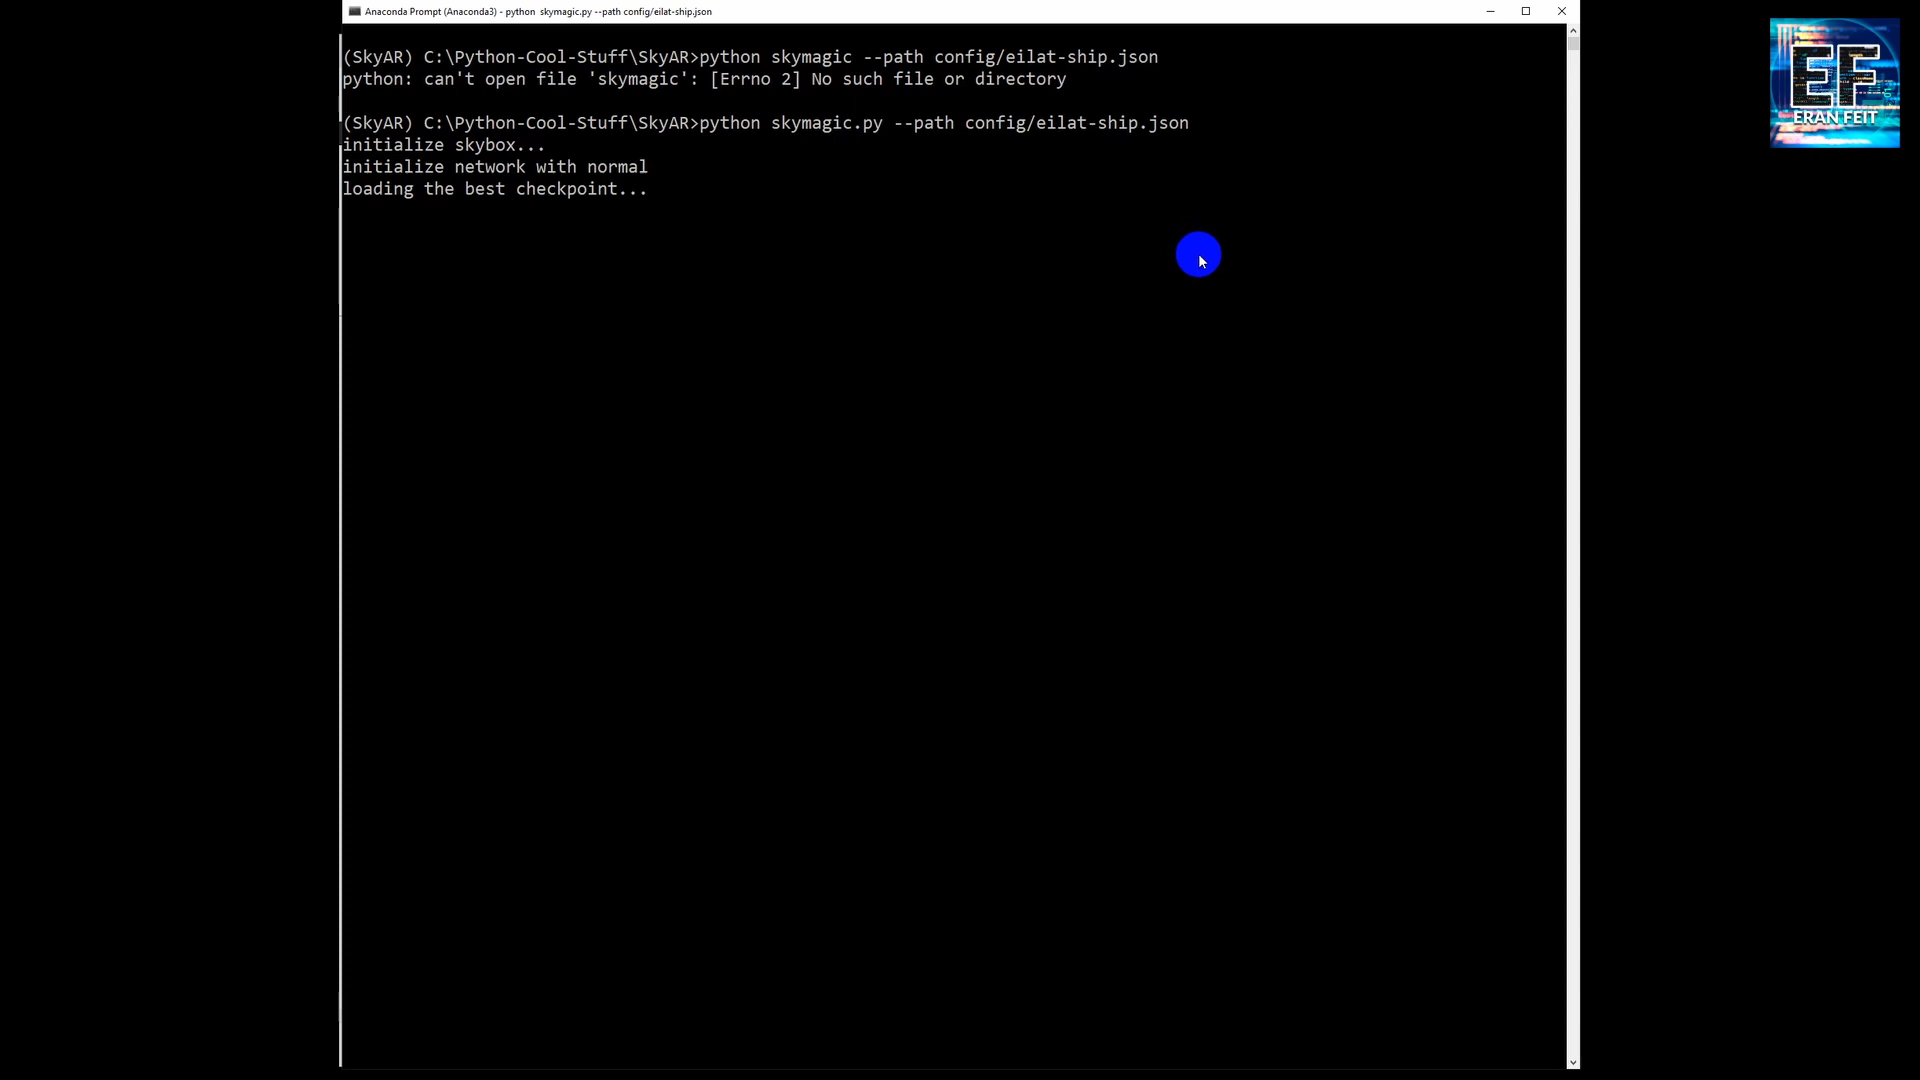 Anaconda Prompt (Anaconda3) - python  skymagic.py --path config/eilat-ship.json
(SkyAR) C:\Python-Cool-Stuff\SkyAR>python skymagic --path config/eilat-ship.json
python: can't open file 'skymagic': [Errno 2] No such file or directory
(SkyAR) C:\Python-Cool-Stuff\SkyAR>python skymagic.py --path config/eilat-ship.json
initialize skybox...
initialize network with normal
loading the best checkpoint...
EF
ERAN FEIT